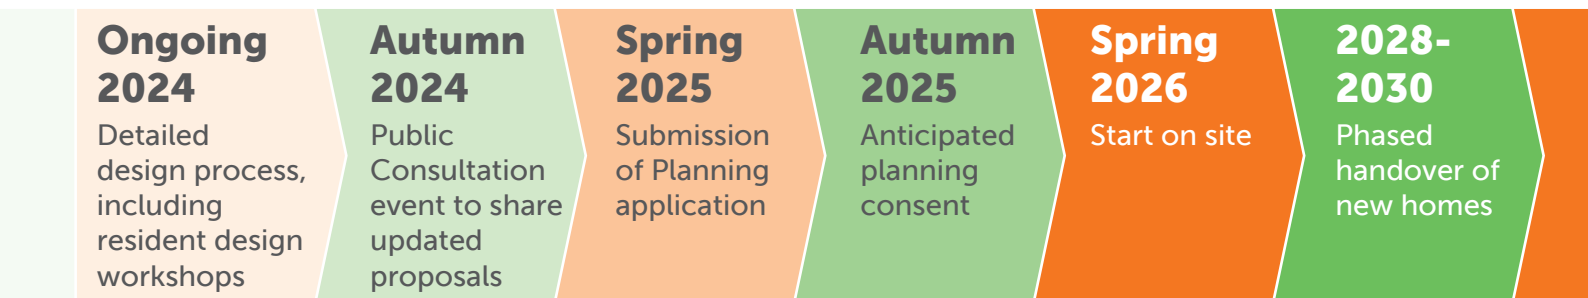 Ongoing
2024
Detailed
design process,
including
resident design
workshops
Autumn
2024
Public
Consultation
event to share
updated
proposals
Spring
2025
Submission
of Planning
application
Autumn
2025
Anticipated
planning
consent
Spring
2026
Start on site
2028-
2030
Phased
handover of
new homes